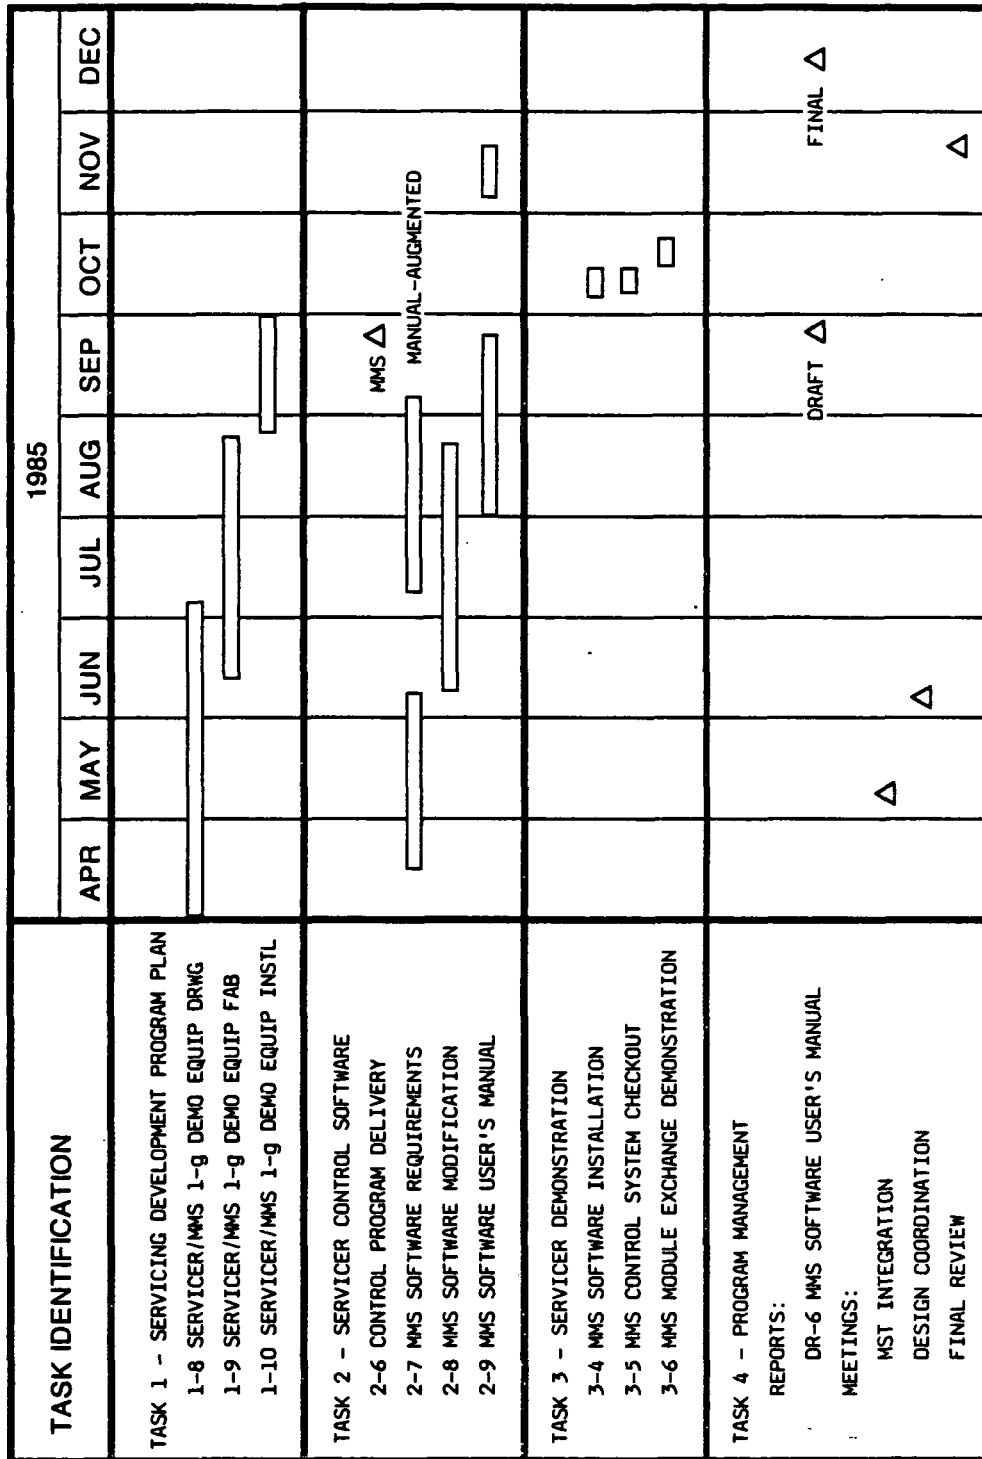 TASK IDENTIFICATION
1985
APR MAY JUN JUL AUG SEP OCT NOV DEC
TASK 1 - SERVICING DEVELOPMENT PROGRAM PLAN
1-8 SERVICER/MMS 1-g DEMO EQUIP DRWG
1-9 SERVICER/MMS 1-g DEMO EQUIP FAB
1-10 SERVICER/MMS 1-g DEMO EQUIP INSTL
TASK 2 - SERVICER CONTROL SOFTWARE
2-6 CONTROL PROGRAM DELIVERY
MMS
2-7 MMS SOFTWARE REQUIREMENTS
MANUAL-AUGMENTED
2-8 MMS SOFTWARE MODIFICATION
2-9 MMS SOFTWARE USER'S MANUAL
TASK 3 - SERVICER DEMONSTRATION
3-4 MMS SOFTWARE INSTALLATION
3-5 MMS CONTROL SYSTEM CHECKOUT
3-6 MMS MODULE EXCHANGE DEMONSTRATION
TASK 4 - PROGRAM MANAGEMENT
REPORTS:
DR-6 MMS SOFTWARE USER'S MANUAL
DRAFT
FINAL
MEETINGS:
MST INTEGRATION
DESIGN COORDINATION
FINAL REVIEW